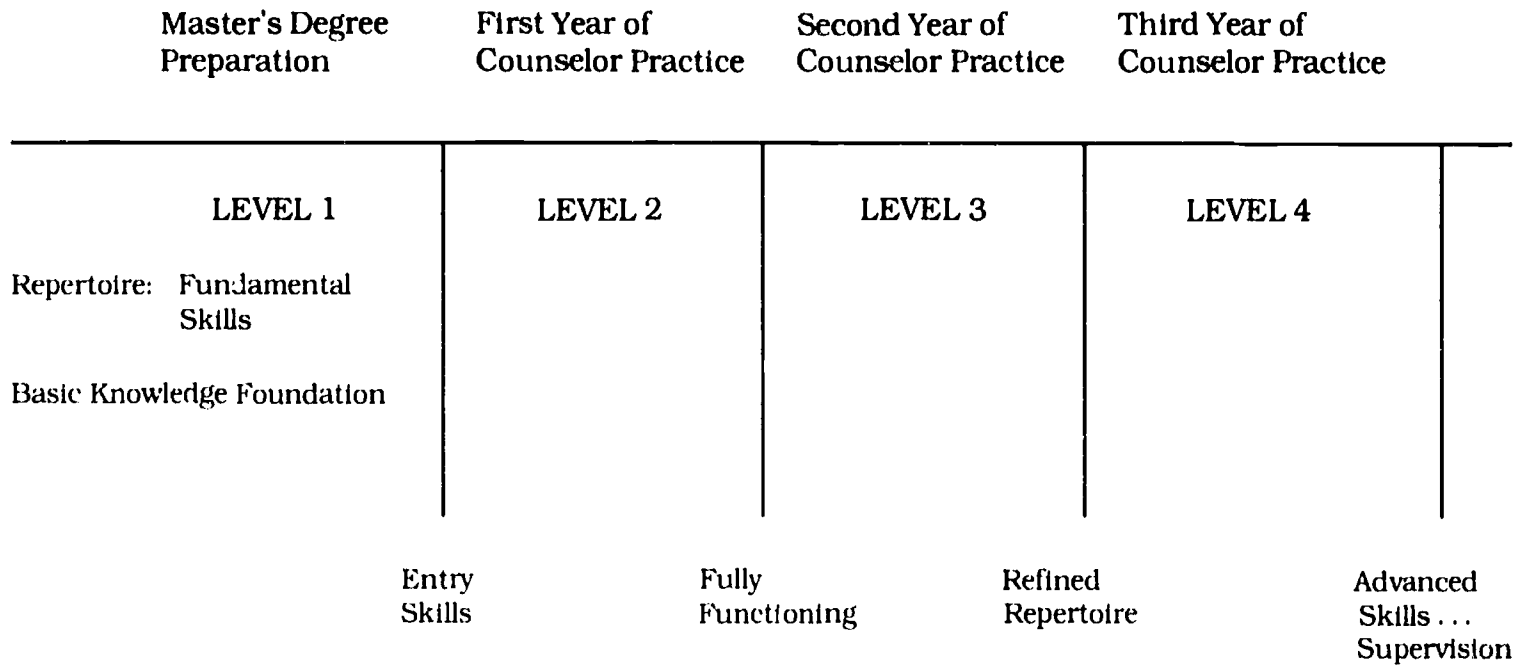 Master's Degree
Preparation
First Year of
Counselor Practice
Second Year of
Counselor Practice
Third Year of
Counselor Practice
LEVEL 1
LEVEL 2
LEVEL 3
LEVEL 4
Repertoire: Fundamental
Skills
Basic Knowledge Foundation
Entry
Skills
Fully
Functioning
Refined
Repertoire
Advanced
Skills ...
Supervision